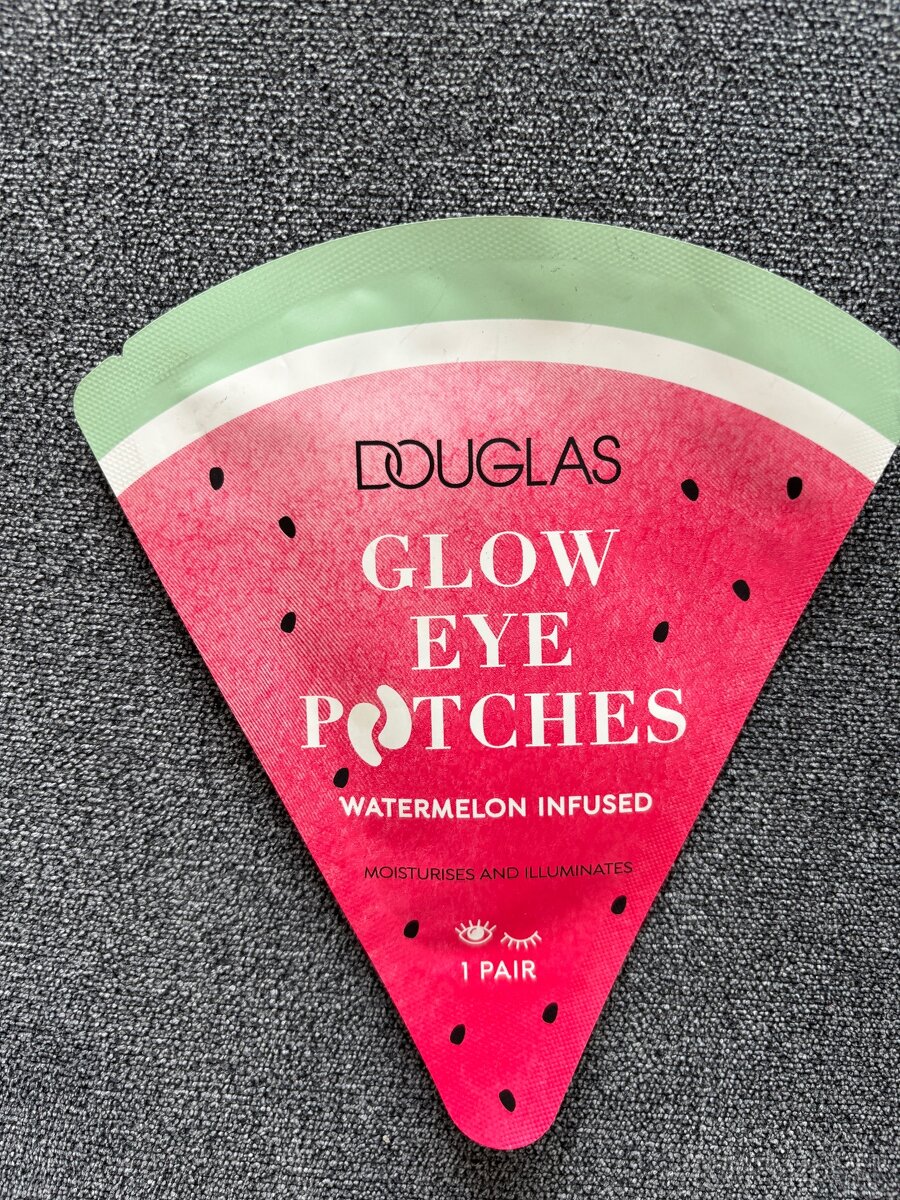 DOUGLAS
GLOW
EYE
PATCHES
WATERMELON INFUSED
MOISTURISES AND ILLUMINATES
1 PAIR